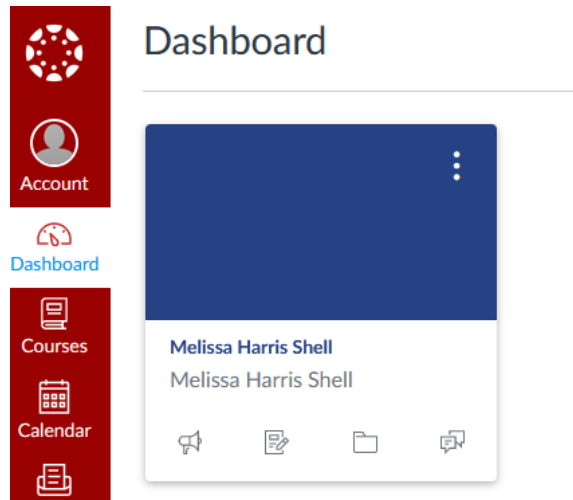 Dashboard
Account
Dashboard
Courses
Calendar
Melissa Harris Shell
Melissa Harris Shell